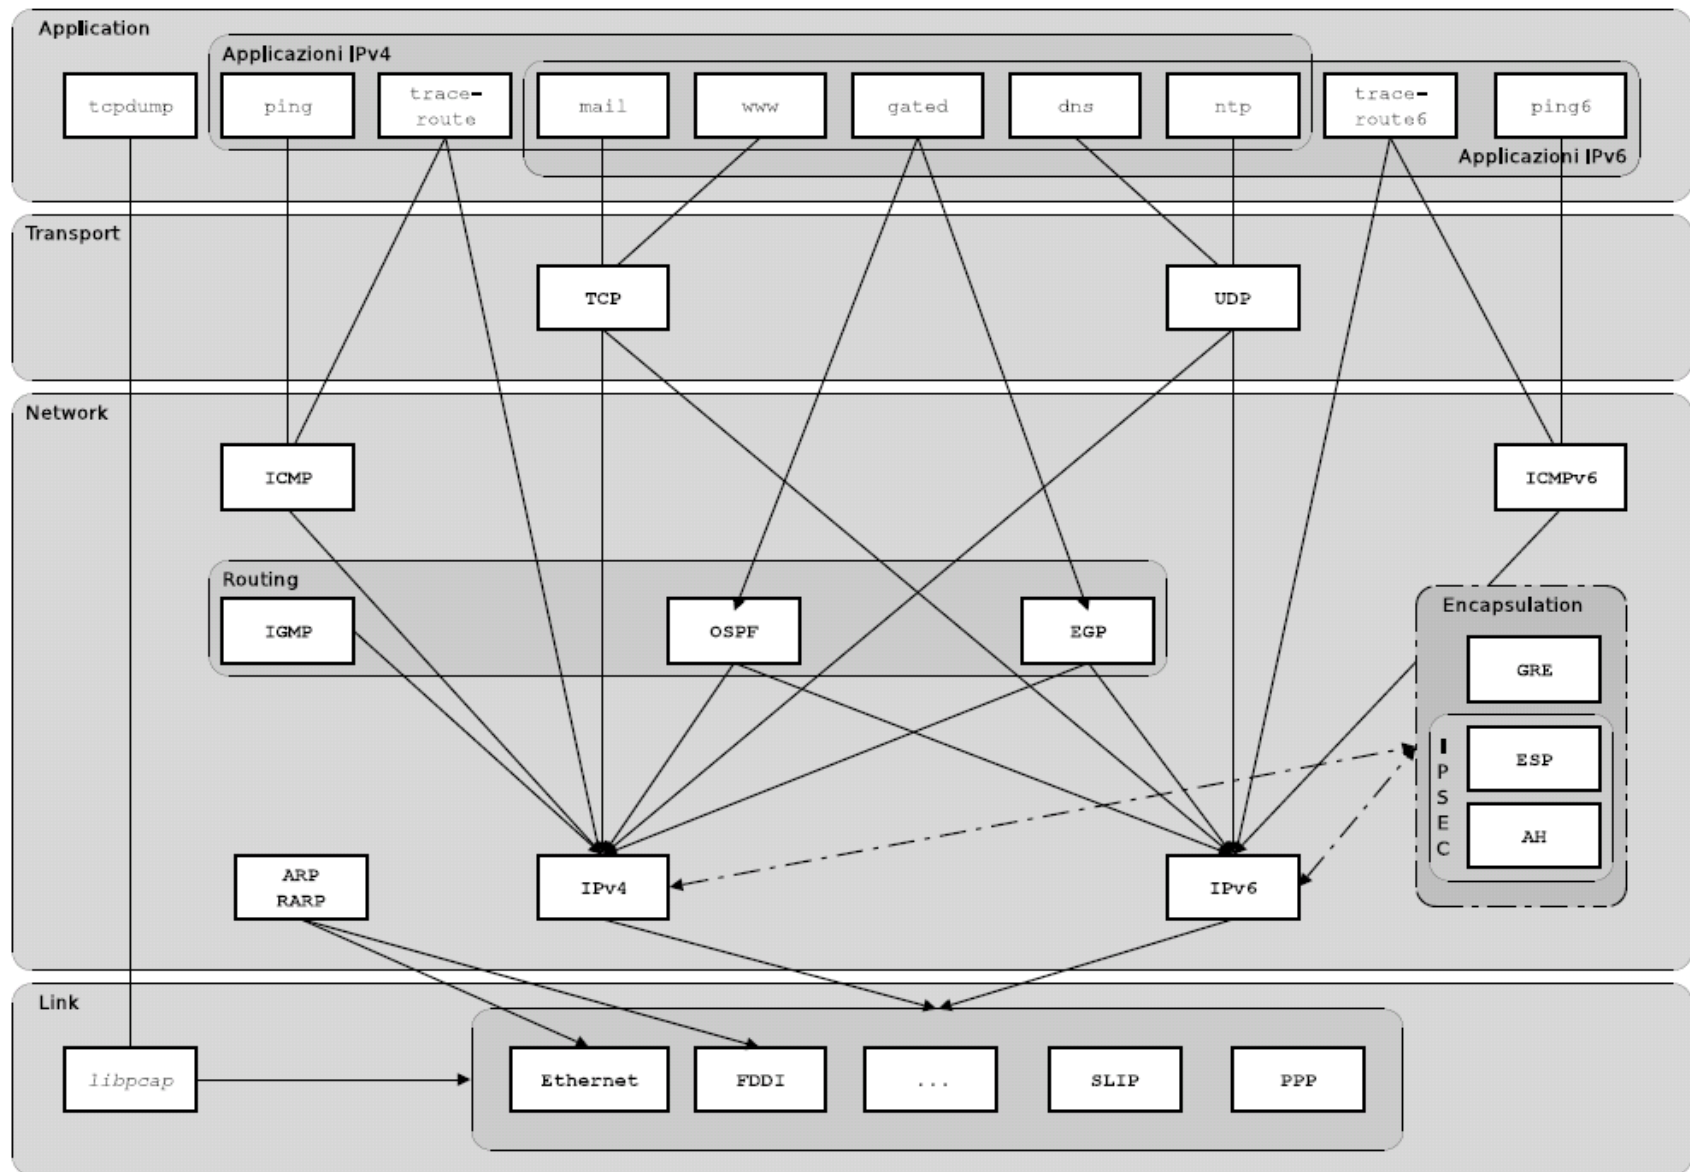 Application
Applicazioni IPv4
tcpdump
ping
trace-
route
mail
www
gated
dns
ntp
trace-
route6
ping6
Applicazioni IPv6
Transport
TCP
UDP
Network
ICMP
ICMPv6
Routing
IGMP
OSPF
EGP
Encapsulation
GRE
I
P
S
E
C
ESP
AH
ARP
RARP
IPv4
IPv6
Link
libpcap
Ethernet
FDDI
...
SLIP
PPP